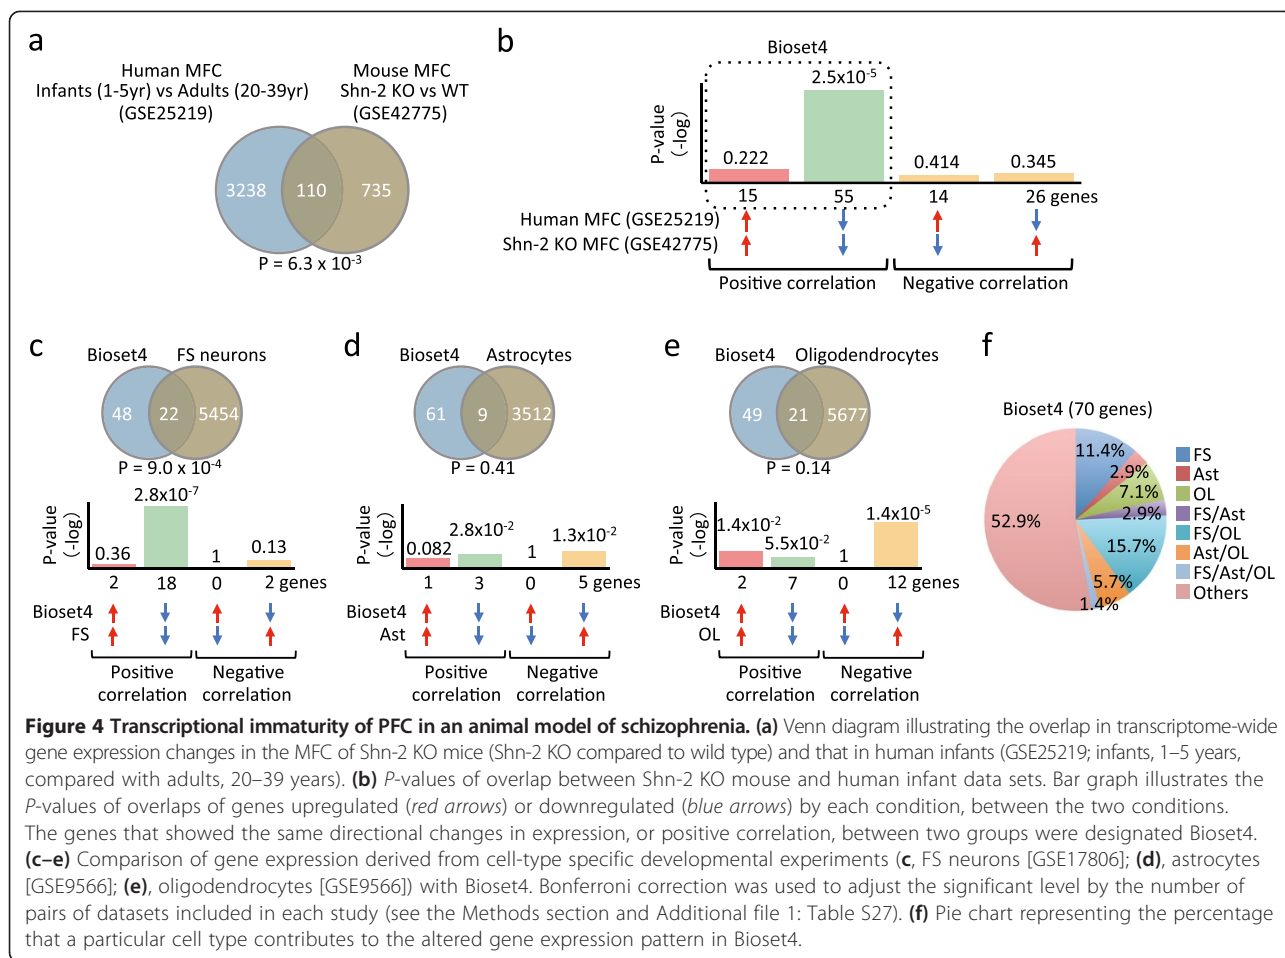 a
Human MFC
Infants (1-5yr) vs Adults (20-39yr)
(GSE25219)
Mouse MFC
Shn-2 KO vs WT
(GSE42775)
3238
110
735
P = 6.3 x 10-3
b
Bioset4
P-value
(-log)
0.222
2.5x10-5
0.414
0.345
15
55
14
26 genes
Human MFC (GSE25219)
Shn-2 KO MFC (GSE42775)
Positive correlation
Negative correlation
c
Bioset4
FS neurons
48
22
5454
P = 9.0 x 10-4
P-value
(-log)
0.36
2.8x10-7
1
0.13
2
18
0
2 genes
Bioset4
FS
Positive
correlation
Negative
correlation
d
Bioset4
Astrocytes
61
9
3512
P = 0.41
P-value
(-log)
0.082
2.8x10-2
1
1.3x10-2
1
3
0
5 genes
Bioset4
Ast
Positive
correlation
Negative
correlation
e
Bioset4
Oligodendrocytes
49
21
5677
P = 0.14
P-value
(-log)
1.4x10-2
5.5x10-2
1
1.4x10-5
2
7
0
12 genes
Bioset4
OL
Positive
correlation
Negative
correlation
f
Bioset4 (70 genes)
11.4%
2.9%
7.1%
2.9%
15.7%
5.7%
1.4%
52.9%
FS
Ast
OL
FS/Ast
FS/OL
Ast/OL
FS/Ast/OL
Others
Figure 4 Transcriptional immaturity of PFC in an animal model of schizophrenia. (a) Venn diagram illustrating the overlap in transcriptome-wide
gene expression changes in the MFC of Shn-2 KO mice (Shn-2 KO compared to wild type) and that in human infants (GSE25219; infants, 1–5 years,
compared with adults, 20–39 years). (b) P-values of overlap between Shn-2 KO mouse and human infant data sets. Bar graph illustrates the
P-values of overlaps of genes upregulated (red arrows) or downregulated (blue arrows) by each condition, between the two conditions.
The genes that showed the same directional changes in expression, or positive correlation, between two groups were designated Bioset4.
(c–e) Comparison of gene expression derived from cell-type specific developmental experiments (c, FS neurons [GSE17806]; (d), astrocytes
[GSE9566]; (e), oligodendrocytes [GSE9566]) with Bioset4. Bonferroni correction was used to adjust the significant level by the number of
pairs of datasets included in each study (see the Methods section and Additional file 1: Table S27). (f) Pie chart representing the percentage
that a particular cell type contributes to the altered gene expression pattern in Bioset4.